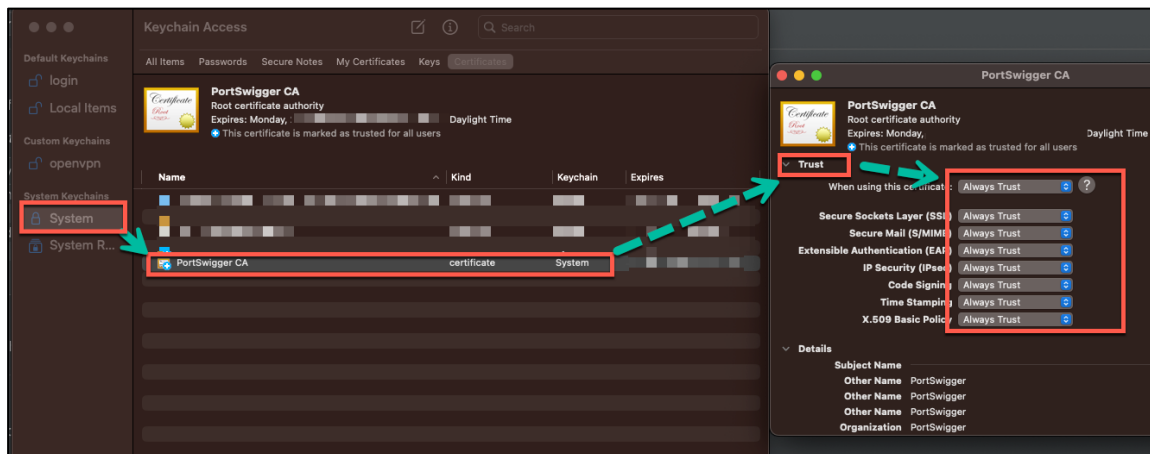 Keychain Access
Search
Default Keychains
login
Local Items
Custom Keychains
openvpn
System Keychains
System
System R...
All Items Passwords Secure Notes My Certificates Keys Certificates
Certificate
Root
PortSwigger CA
Root certificate authority
Expires: Monday, Daylight Time
This certificate is marked as trusted for all users
Name Kind Keychain Expires
PortSwigger CA certificate System
PortSwigger CA
Certificate
Root
PortSwigger CA
Root certificate authority
Expires: Monday, Daylight Time
This certificate is marked as trusted for all users
Trust
When using this certificate: Always Trust ?
Secure Sockets Layer (SSL) Always Trust
Secure Mail (S/MIME) Always Trust
Extensible Authentication (EAP) Always Trust
IP Security (IPsec) Always Trust
Code Signing Always Trust
Time Stamping Always Trust
X.509 Basic Policy Always Trust
Details
Subject Name
Other Name PortSwigger
Other Name PortSwigger
Other Name PortSwigger
Organization PortSwigger